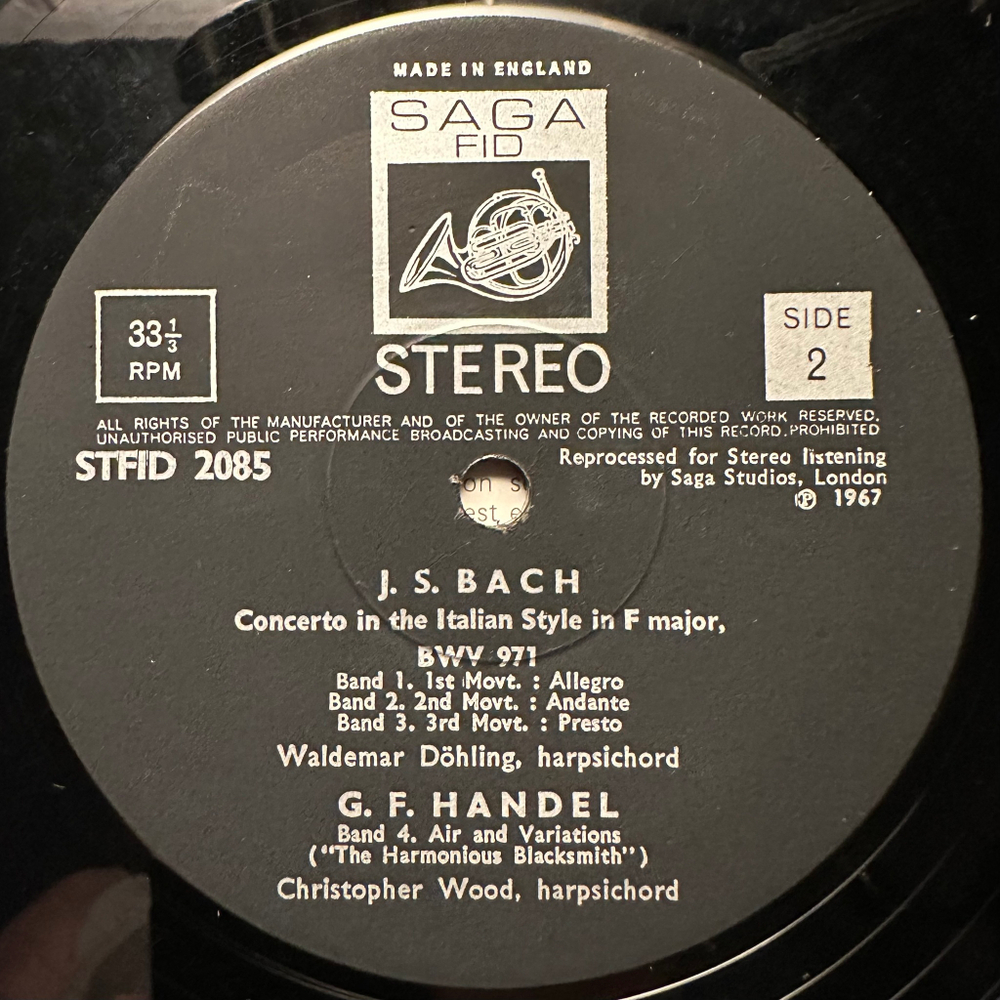 MADE IN ENGLAND
SAGA
FID
33⅓
RPM
STEREO
SIDE
2
ALL RIGHTS OF THE MANUFACTURER AND OF THE OWNER OF THE RECORDED WORK RESERVED.
UNAUTHORISED PUBLIC PERFORMANCE BROADCASTING AND COPYING OF THIS RECORD.PROHIBITED
STFID 2085
Reprocessed for Stereo listening
by Saga Studios, London
℗ 1967
on s
est e
J. S. BACH
Concerto in the Italian Style in F major,
BWV 971
Band 1. 1st Movt. : Allegro
Band 2. 2nd Movt. : Andante
Band 3. 3rd Movt. : Presto
Waldemar Döhling, harpsichord
G. F. HANDEL
Band 4. Air and Variations
("The Harmonious Blacksmith")
Christopher Wood, harpsichord